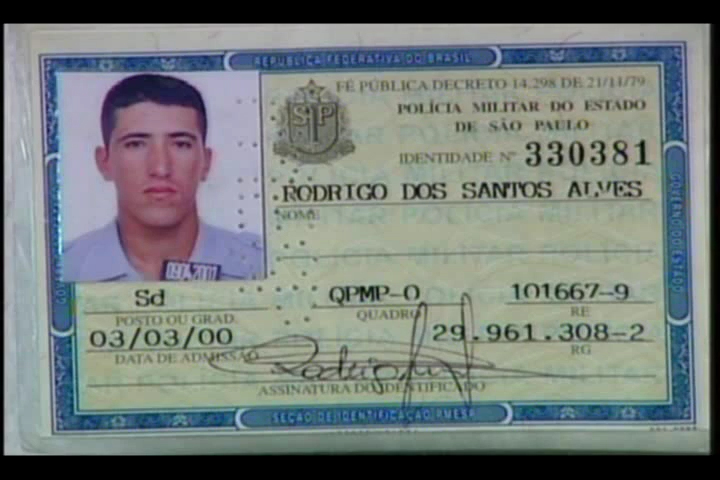 REPÚBLICA FEDERATIVA DO BRASIL
FÉ PÚBLICA DECRETO 14.298 DE 21/11/79
SP
POLÍCIA MILITAR DO ESTADO
DE SÃO PAULO
IDENTIDADE Nº 330381
RODRIGO DOS SANTOS ALVES
NOME
Sd QPMP-0 101667-9
POSTO OU GRAD. QUADRO RE
03/03/00 29.961.308-2
DATA DE ADMISSÃO RG
Rodrigo
ASSINATURA DO IDENTIFICADO
SEÇÃO DE IDENTIFICAÇÃO PMESP
GOVERNO DO ESTADO